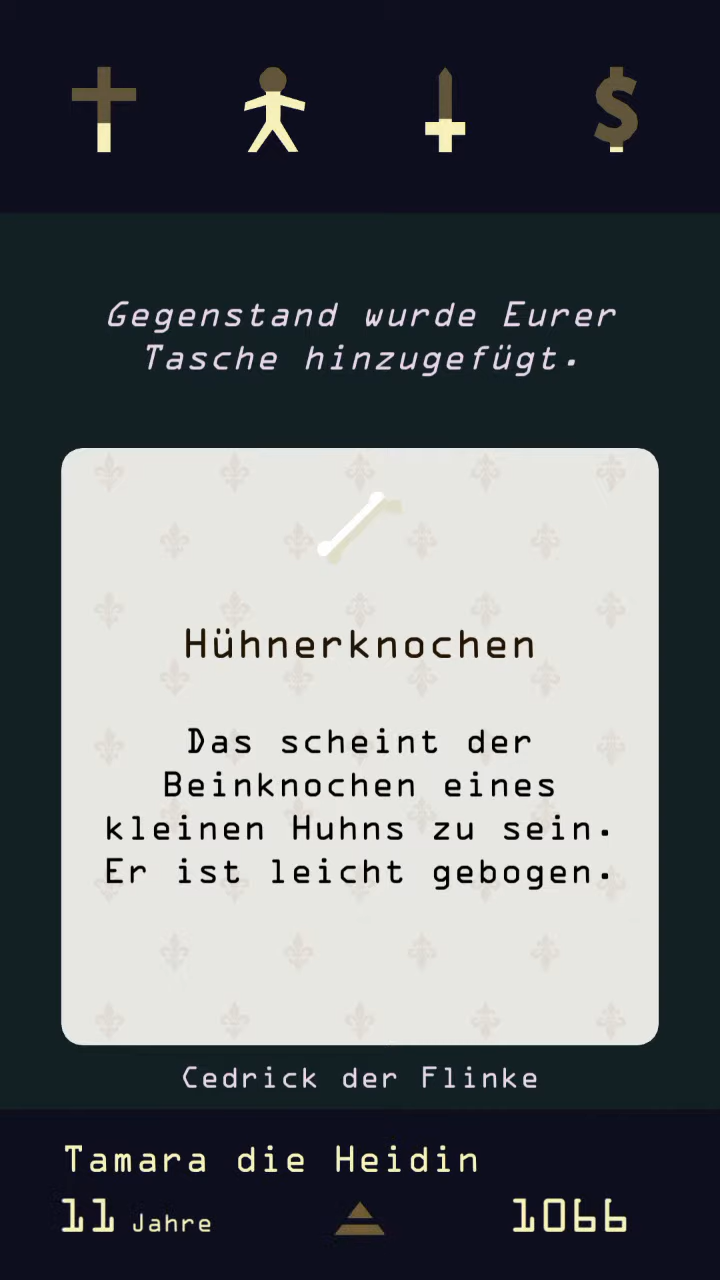 Gegenstand wurde Eurer
Tasche hinzugefügt.
Hühnerknochen
Das scheint der
Beinknochen eines
kleinen Huhns zu sein.
Er ist leicht gebogen.
Cedrick der Flinke
Tamara die Heidin
11 Jahre
1066